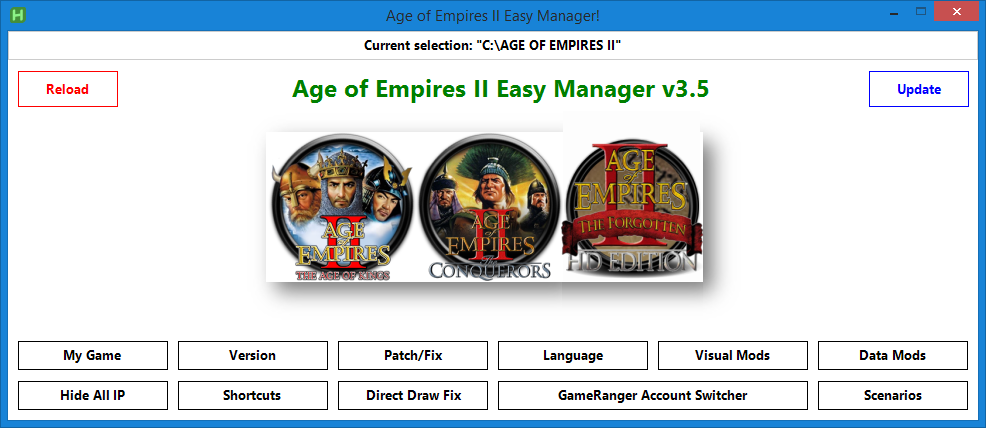 H
Age of Empires II Easy Manager!
Current selection: "C:\AGE OF EMPIRES II"
Reload
Age of Empires II Easy Manager v3.5
Update
II
AGE
of
EMPIRES
THE AGE OF KINGS
II
AGE
of
EMPIRES
The
CONQUERORS
II
AGE
of
EMPIRES
THE FORGOTTEN
HD EDITION
My Game
Version
Patch/Fix
Language
Visual Mods
Data Mods
Hide All IP
Shortcuts
Direct Draw Fix
GameRanger Account Switcher
Scenarios